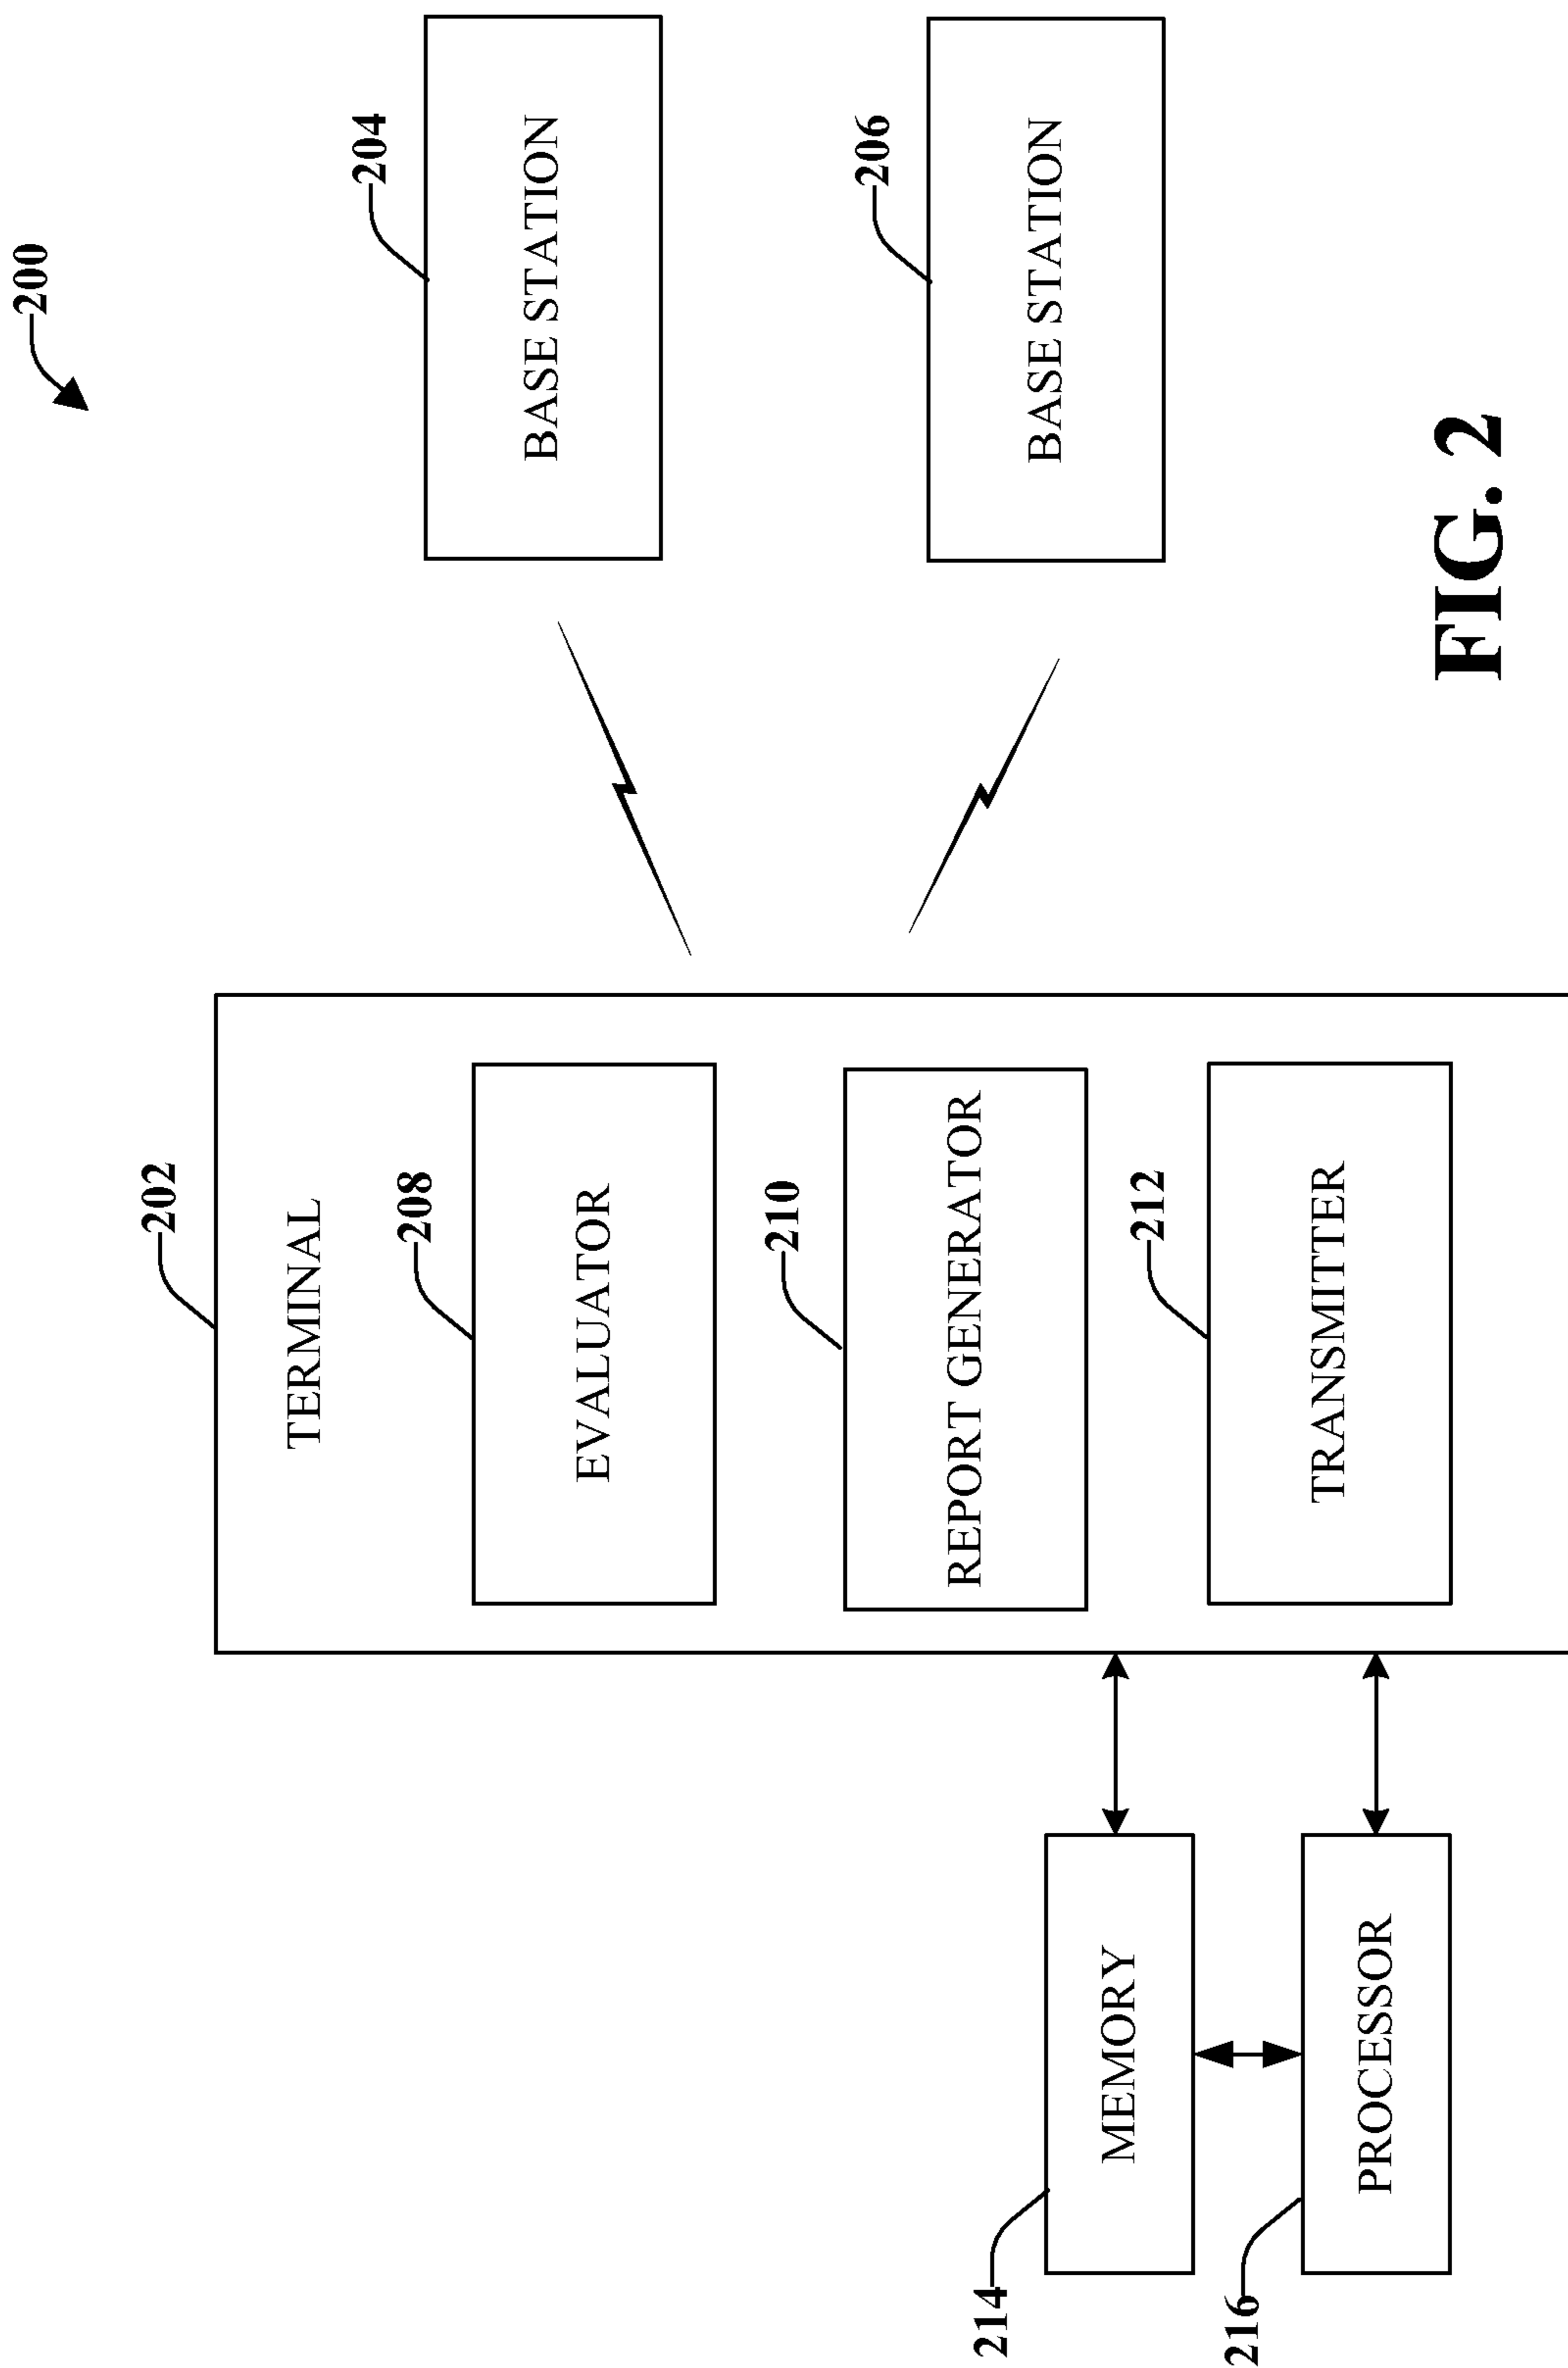 200
202
TERMINAL
204
BASE STATION
208
EVALUATOR
206
BASE STATION
210
REPORT GENERATOR
214
MEMORY
212
TRANSMITTER
216
PROCESSOR
FIG. 2